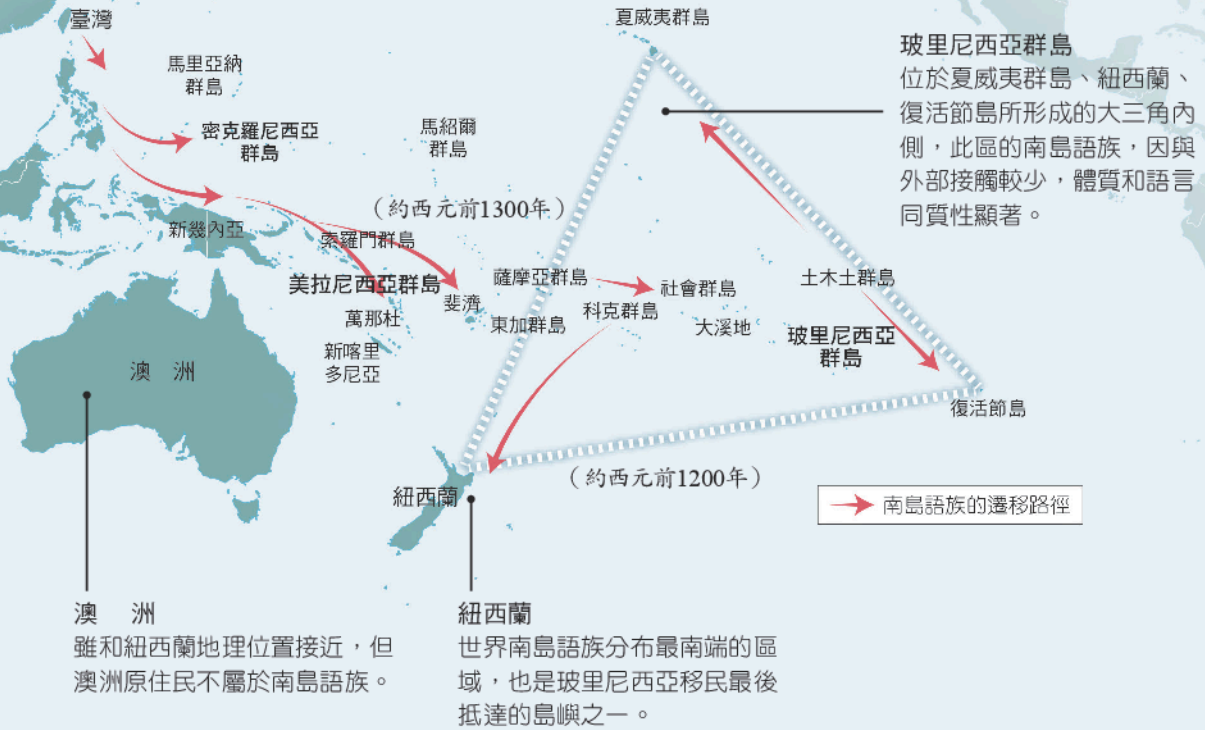 臺灣
夏威夷群島
馬里亞納
群島
密克羅尼西亞
群島
馬紹爾
群島
玻里尼西亞群島
位於夏威夷群島、紐西蘭、
復活節島所形成的大三角內
側，此區的南島語族，因與
外部接觸較少，體質和語言
同質性顯著。
（約西元前1300年）
新幾內亞
索羅門群島
美拉尼西亞群島
斐濟
萬那杜
新喀里
多尼亞
薩摩亞群島
社會群島
土木土群島
東加群島
科克群島
大溪地
玻里尼西亞
群島
澳 洲
復活節島
紐西蘭
（約西元前1200年）
南島語族的遷移路徑
澳 洲
雖和紐西蘭地理位置接近，但
澳洲原住民不屬於南島語族。
紐西蘭
世界南島語族分布最南端的區
域，也是玻里尼西亞移民最後
抵達的島嶼之一。